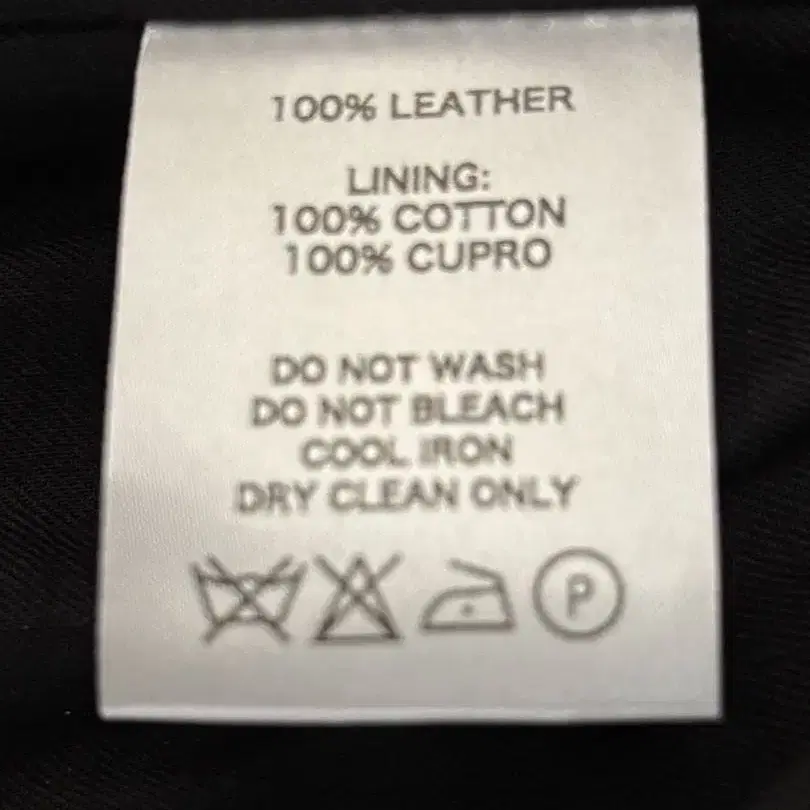 100% LEATHER
LINING:
100% COTTON
100% CUPRO
DO NOT WASH
DO NOT BLEACH
COOL IRON
DRY CLEAN ONLY
P